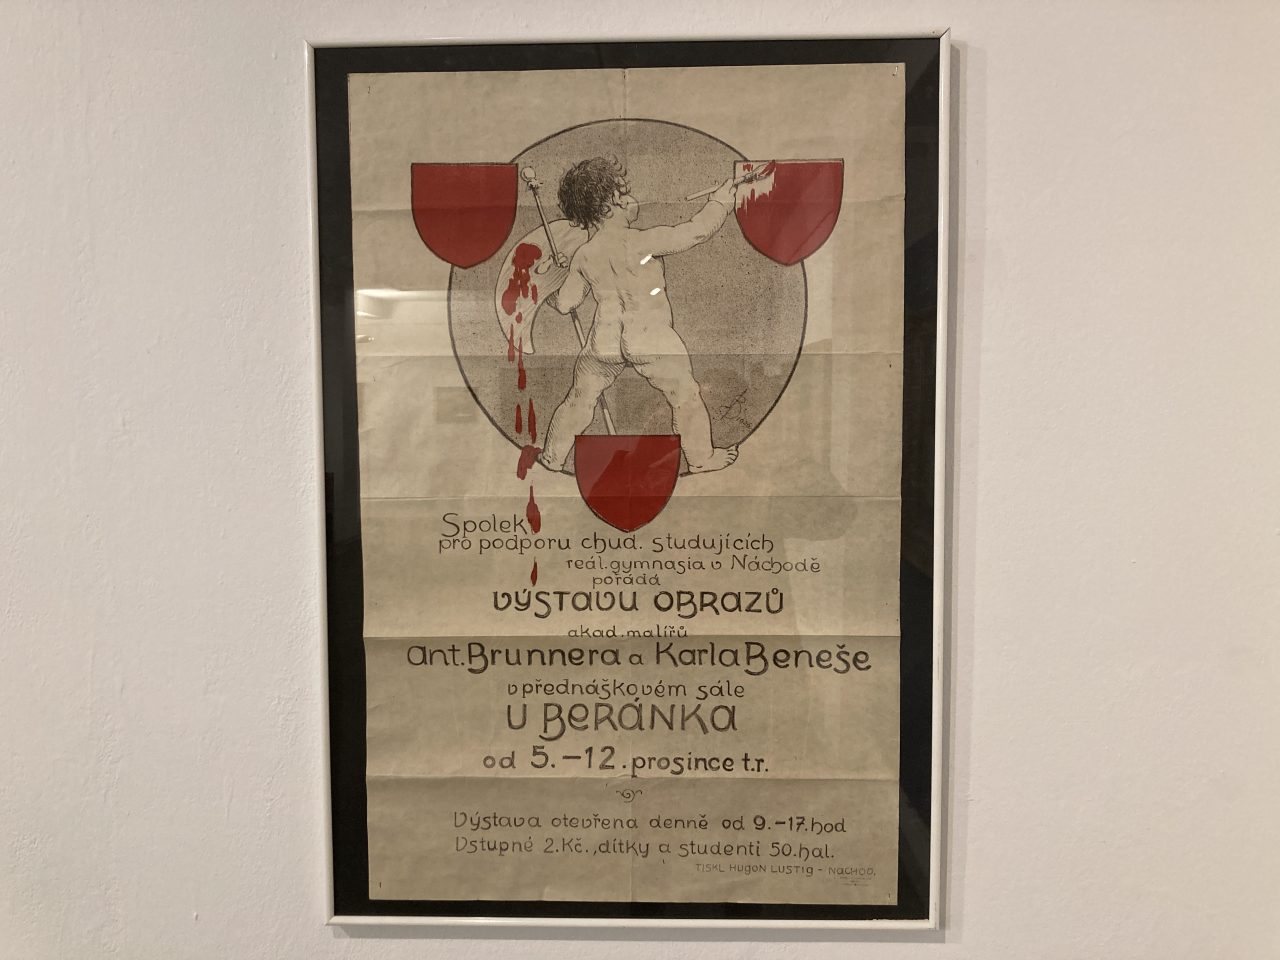 Spolek
pro podporu chud. studujících
reál. gymnasia v Náchodě
pořádá
VÝSTAVU OBRAZŮ
akad. malířů
Ant. Brunnera a Karla Beneše
v přednáškovém sále
U BERÁNKA
od 5.–12. prosince t.r.
Výstava otevřena denně od 9.–17. hod
Vstupné 2. Kč., dítky a studenti 50. hal.
TISKL HUGON LUSTIG – NACHOD.